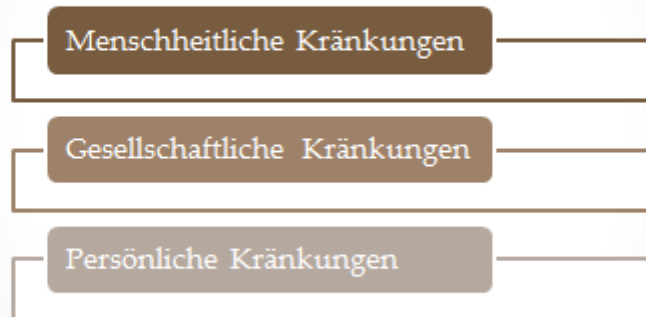 Menschheitliche Kränkungen
Gesellschaftliche Kränkungen
Persönliche Kränkungen